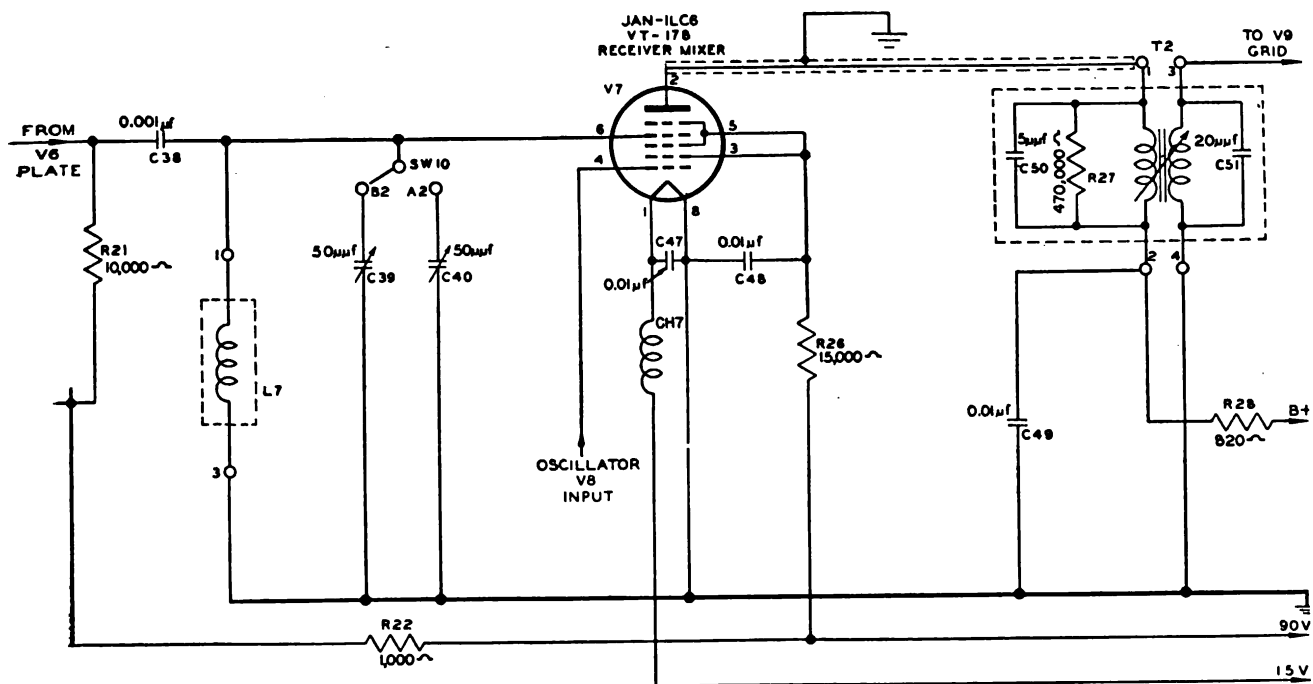 JAN-1LC6
VT-178
RECEIVER MIXER
TO V9
GRID
T2
1
3
2
V7
FROM
V6
PLATE
0.001μf
C38
6
5
4
3
SW10
B2
A2
1
8
5μμf
C50
470,000~
R27
20μμf
C51
R21
10,000~
1
50μμf
C39
50μμf
C40
C47
0.01μf
0.01μf
C48
2
4
CH7
R26
15,000~
L7
0.01μf
C49
R28
820~
B+
3
OSCILLATOR
V8
INPUT
R22
1,000~
90V
1.5V